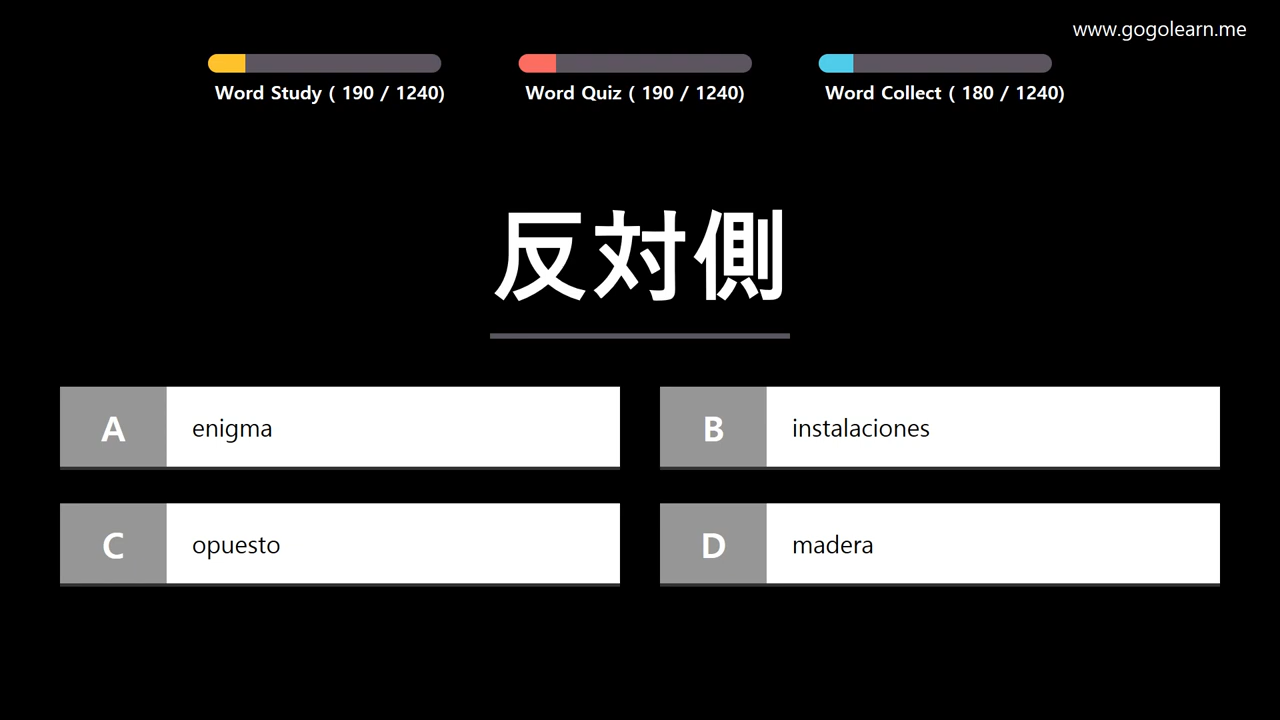 www.gogolearn.me
Word Study ( 190 / 1240)
Word Quiz ( 190 / 1240)
Word Collect ( 180 / 1240)
反対側
A enigma
B instalaciones
C opuesto
D madera